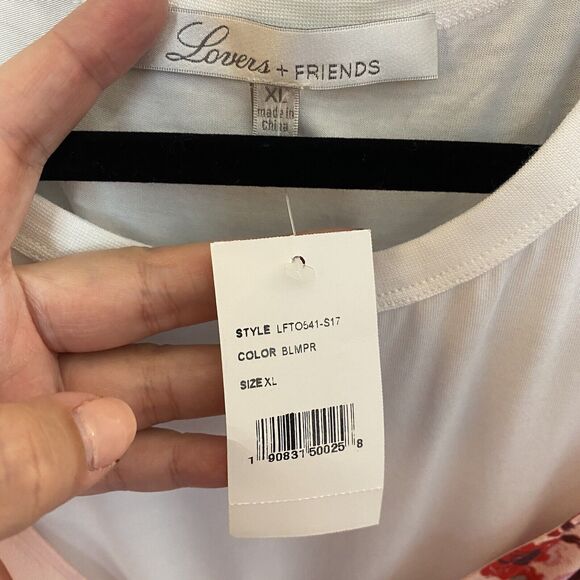 Lovers + FRIENDS
XL
made in
China
STYLE LFTO541-S17
COLOR BLMPR
SIZE XL
1 90831 50025 8